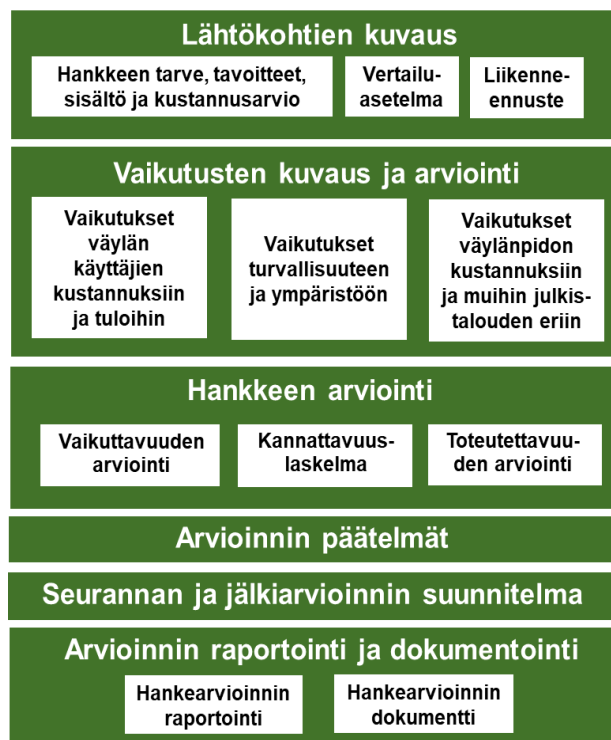 Lähtökohtien kuvaus
Hankkeen tarve, tavoitteet,
sisältö ja kustannusarvio
Vertailu-
asetelma
Liikenne-
ennuste
Vaikutusten kuvaus ja arviointi
Vaikutukset
väylän
käyttäjien
kustannuksiin
ja tuloihin
Vaikutukset
turvallisuuteen
ja ympäristöön
Vaikutukset
väylänpidon
kustannuksiin
ja muihin julkis-
talouden eriin
Hankkeen arviointi
Vaikuttavuuden
arviointi
Kannattavuus-
laskelma
Toteutettavuu-
den arviointi
Arvioinnin päätelmät
Seurannan ja jälkiarvioinnin suunnitelma
Arvioinnin raportointi ja dokumentointi
Hankearvioinnin
raportointi
Hankearvioinnin
dokumentti